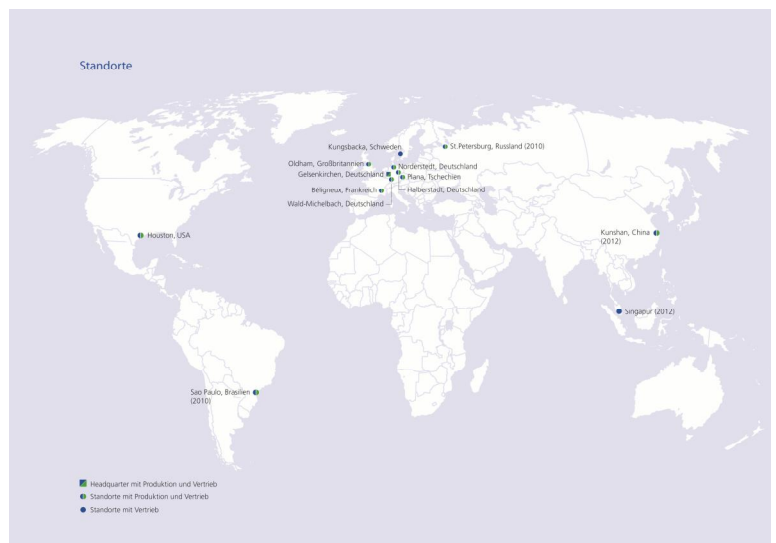 Standorte
Kungsbacka, Schweden
St.Petersburg, Russland (2010)
Oldham, Großbritannien
Norderstedt, Deutschland
Gelsenkirchen, Deutschland
Plana, Tschechien
Béligneux, Frankreich
Halberstadt, Deutschland
Wald-Michelbach, Deutschland
Houston, USA
Kunshan, China
(2012)
Singapur (2012)
Sao Paulo, Brasilien
(2010)
Headquarter mit Produktion und Vertrieb
Standorte mit Produktion und Vertrieb
Standorte mit Vertrieb